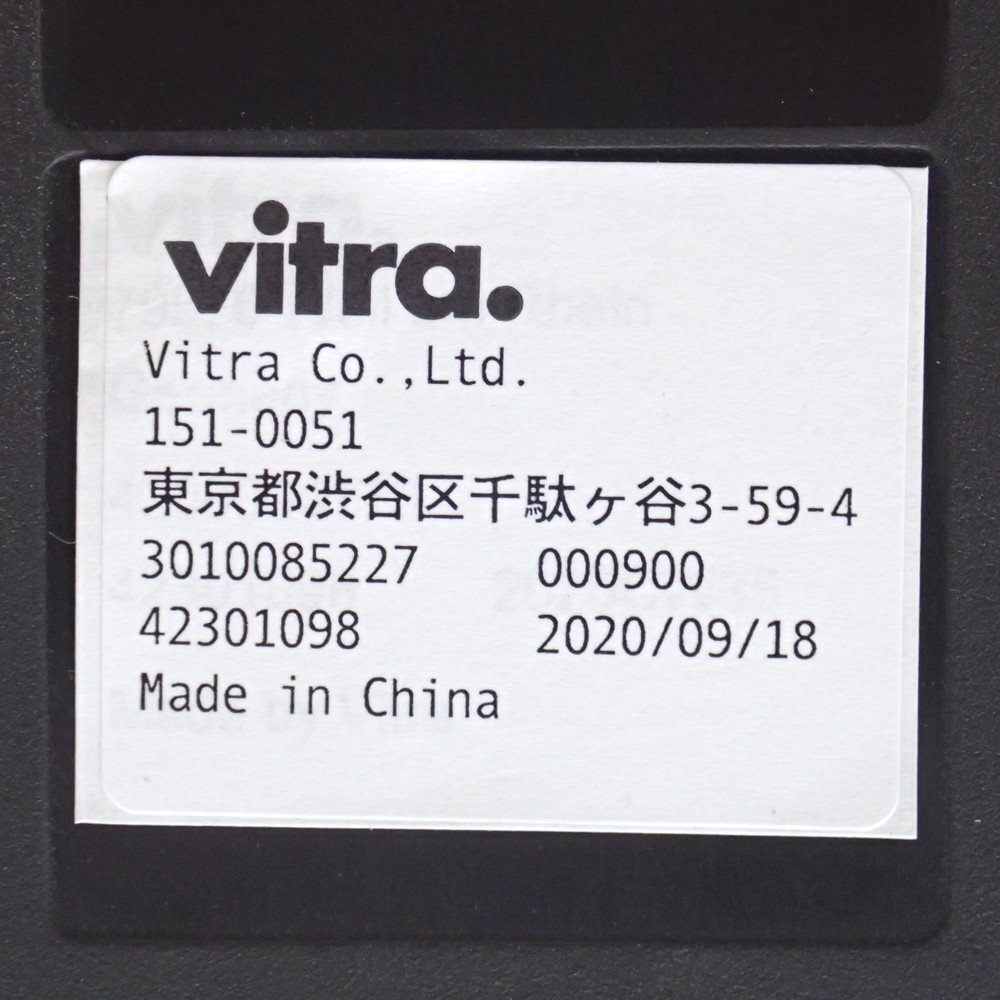 vitra.
Vitra Co.,Ltd.
151-0051
東京都渋谷区千駄ヶ谷3-59-4
3010085227 000900
42301098 2020/09/18
Made in China